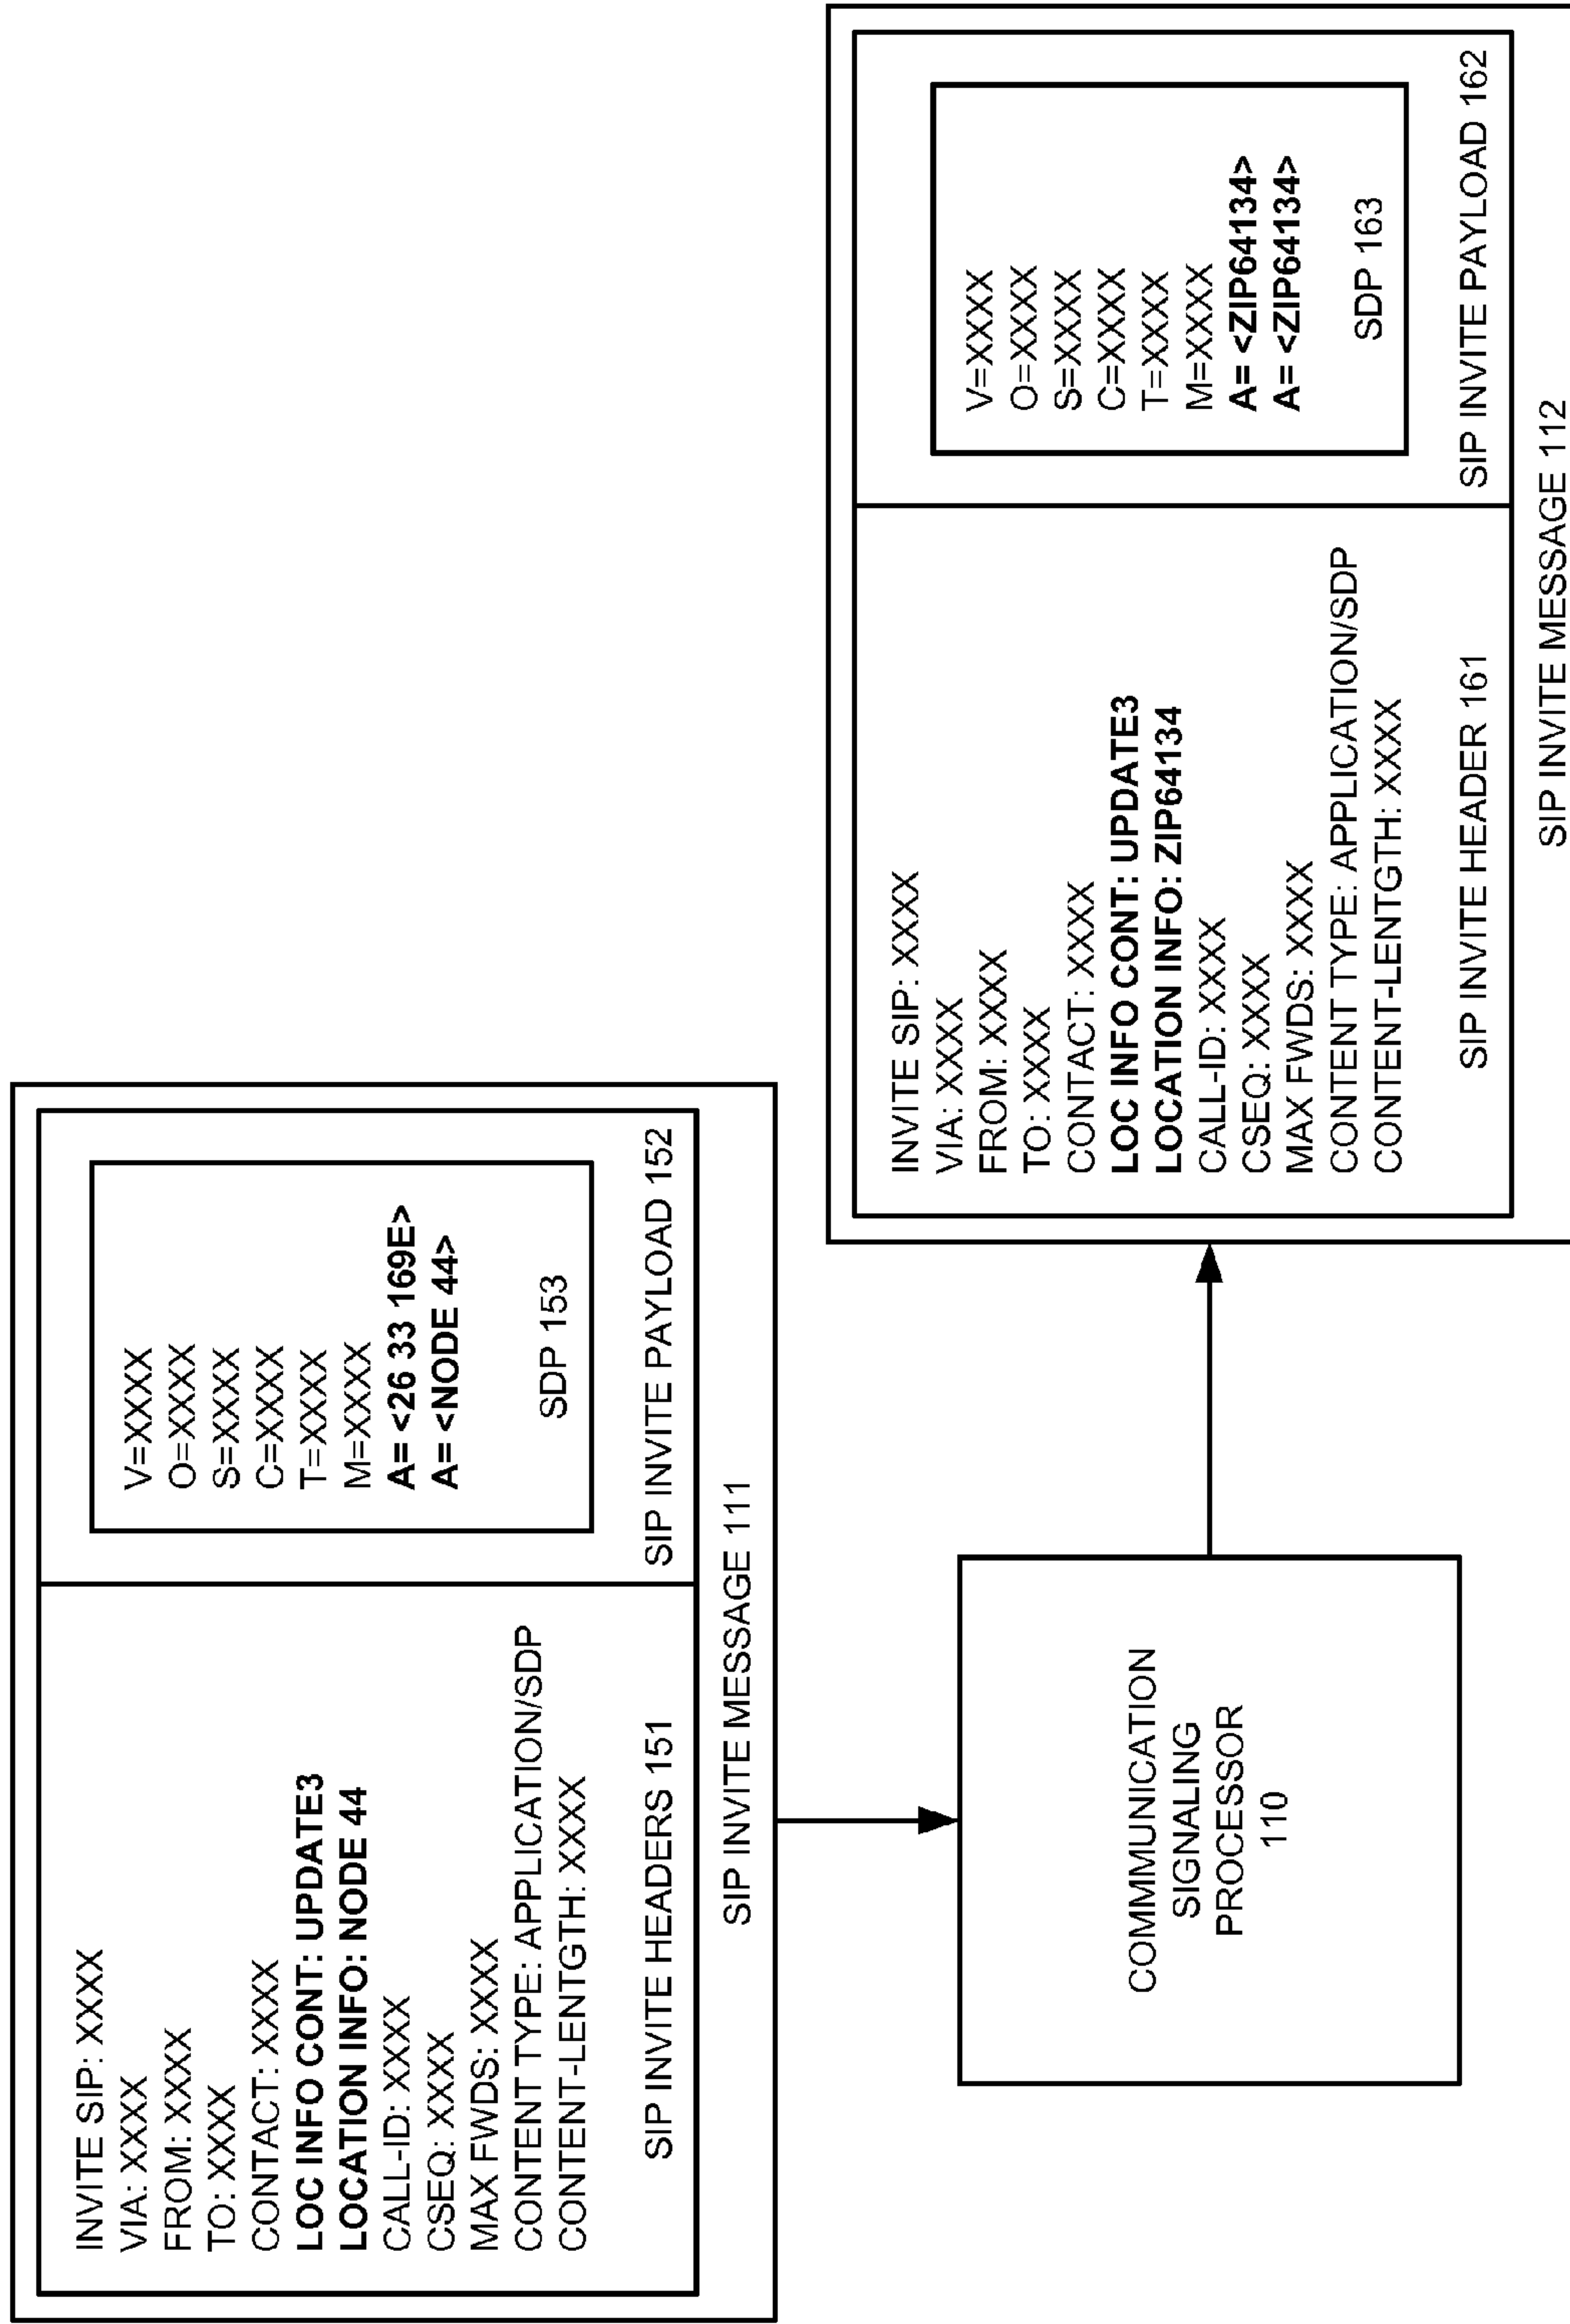 INVITE SIP: XXXX
VIA: XXXX
FROM: XXXX
TO: XXXX
CONTACT: XXXX
LOC INFO CONT: UPDATE3
LOCATION INFO: NODE 44
CALL-ID: XXXX
CSEQ: XXXX
MAX FWDS: XXXX
CONTENT TYPE: APPLICATION/SDP
CONTENT-LENTGTH: XXXX
SIP INVITE HEADERS 151
V=XXXX
O=XXXX
S=XXXX
C=XXXX
T=XXXX
M=XXXX
A= <26 33 169E>
A= <NODE 44>
SDP 153
SIP INVITE PAYLOAD 152
SIP INVITE MESSAGE 111
COMMMUNICATION
SIGNALING
PROCESSOR
110
INVITE SIP: XXXX
VIA: XXXX
FROM: XXXX
TO: XXXX
CONTACT: XXXX
LOC INFO CONT: UPDATE3
LOCATION INFO: ZIP64134
CALL-ID: XXXX
CSEQ: XXXX
MAX FWDS: XXXX
CONTENT TYPE: APPLICATION/SDP
CONTENT-LENTGTH: XXXX
SIP INVITE HEADER 161
V=XXXX
O=XXXX
S=XXXX
C=XXXX
T=XXXX
M=XXXX
A= <ZIP64134>
A= <ZIP64134>
SDP 163
SIP INVITE PAYLOAD 162
SIP INVITE MESSAGE 112